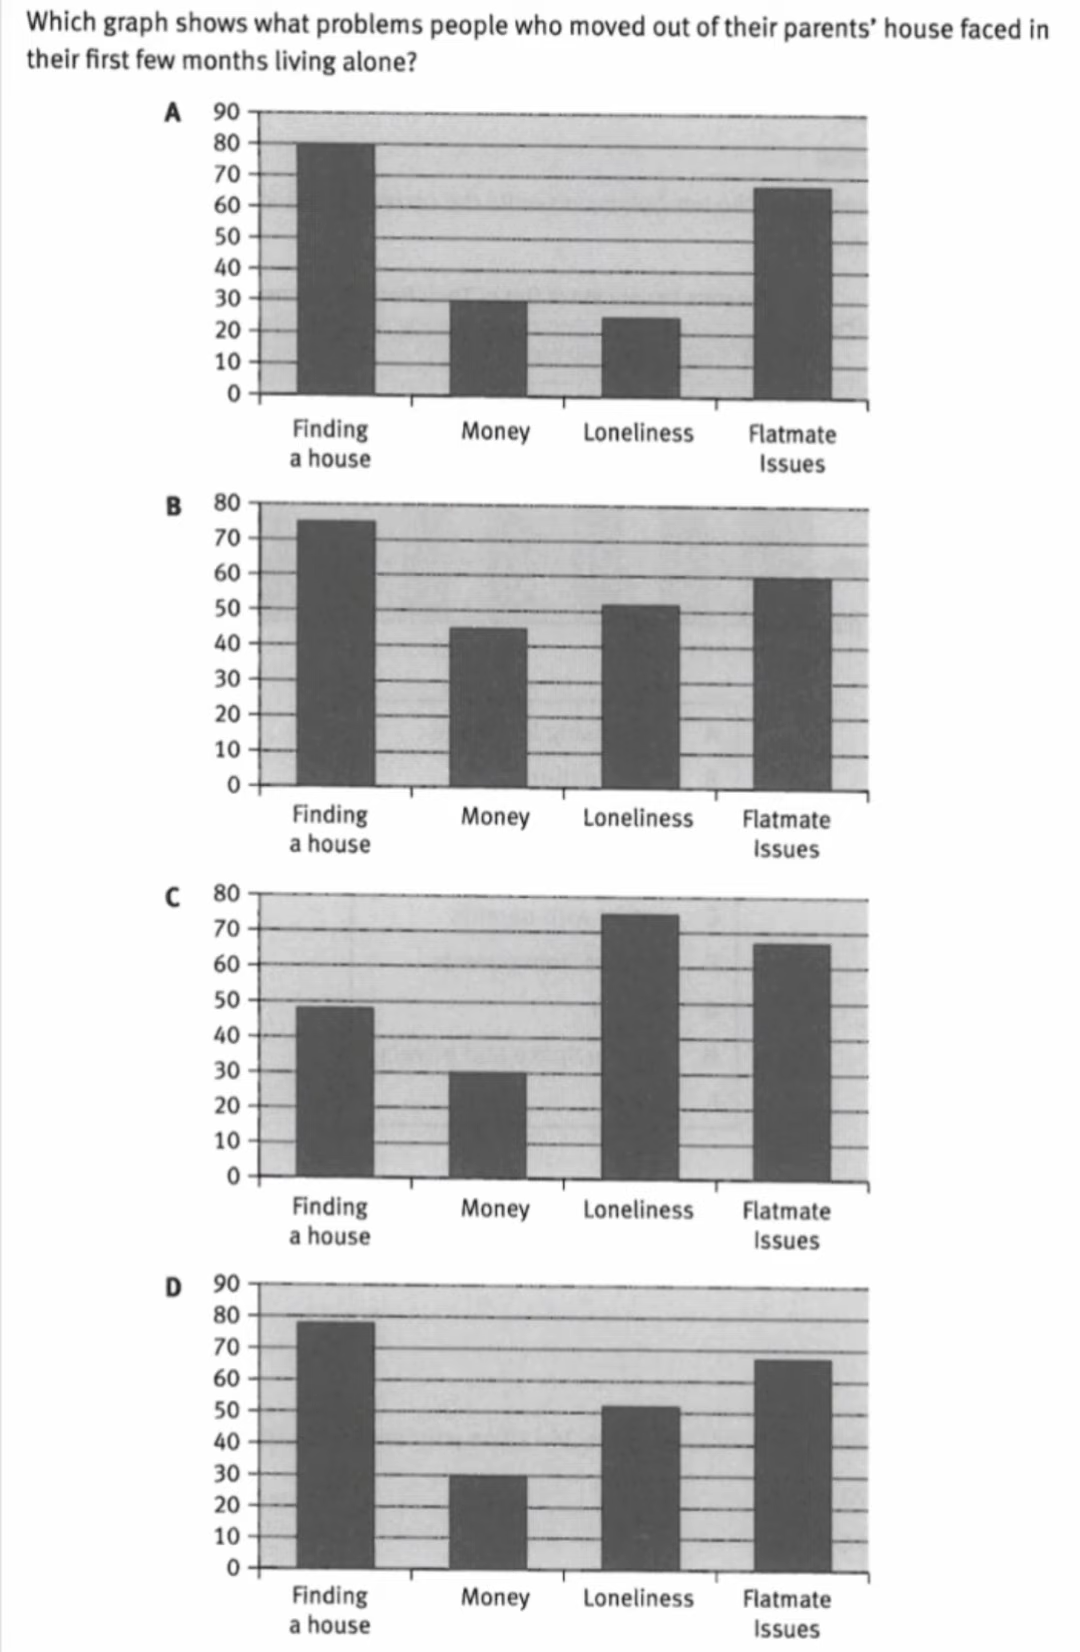 Which graph shows what problems people who moved out of their parents’ house faced in
their first few months living alone?
A
90
80
70
60
50
40
30
20
10
0
Finding
a house
Money
Loneliness
Flatmate
Issues
B
80
70
60
50
40
30
20
10
0
Finding
a house
Money
Loneliness
Flatmate
Issues
C
80
70
60
50
40
30
20
10
0
Finding
a house
Money
Loneliness
Flatmate
Issues
D
90
80
70
60
50
40
30
20
10
0
Finding
a house
Money
Loneliness
Flatmate
Issues